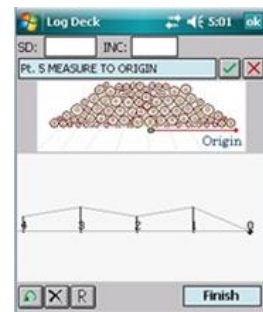 Log Deck 5:01 ok
SD: INC:
Pt. 5 MEASURE TO ORIGIN
Origin
4 3 2 1 0
R Finish